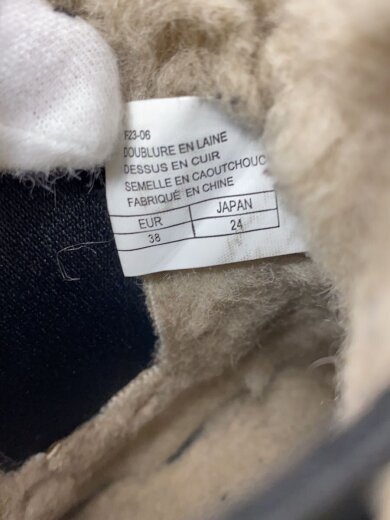 F23-06
DOUBLURE EN LAINE
DESSUS EN CUIR
SEMELLE EN CAOUTCHOUC
FABRIQUÉ EN CHINE
EUR JAPAN
38 24